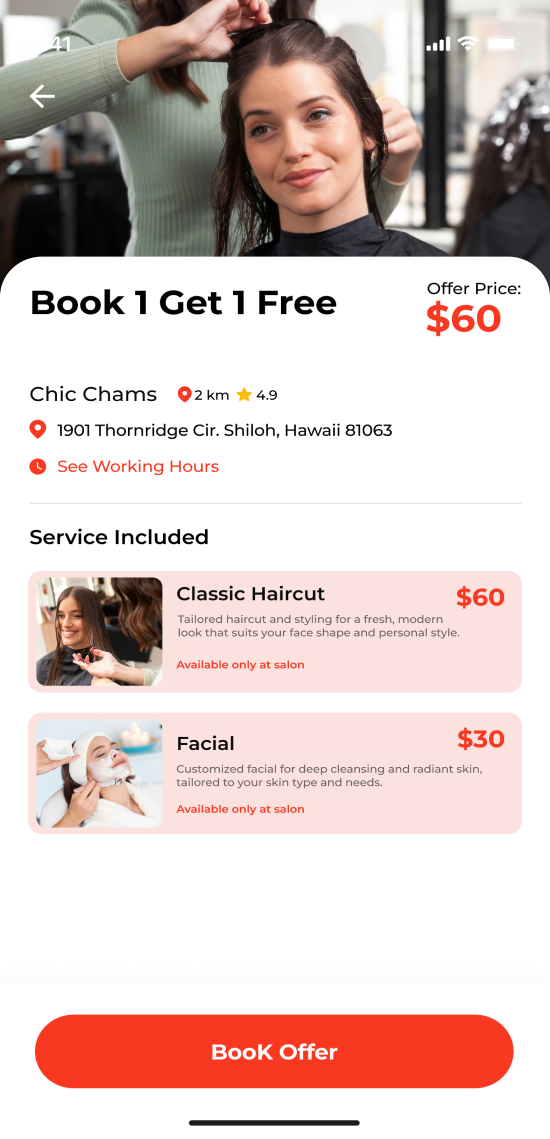 41
Book 1 Get 1 Free
Offer Price:
$60
Chic Chams 2 km 4.9
1901 Thornridge Cir. Shiloh, Hawaii 81063
See Working Hours
Service Included
Classic Haircut
$60
Tailored haircut and styling for a fresh, modern
look that suits your face shape and personal style.
Available only at salon
Facial
$30
Customized facial for deep cleansing and radiant skin,
tailored to your skin type and needs.
Available only at salon
BooK Offer